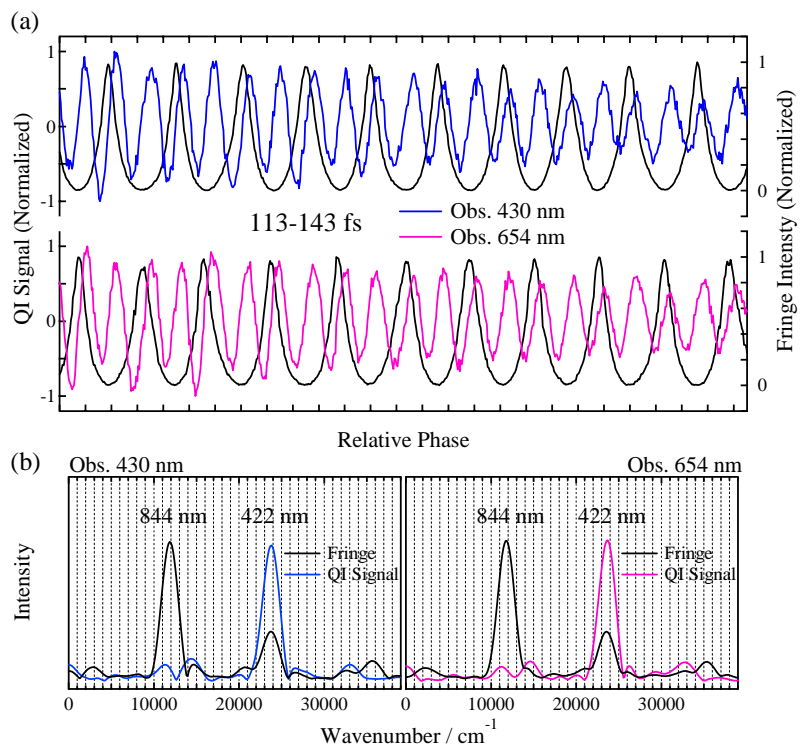 (a)
1
0
-1
QI Signal (Normalized)
1
0
Fringe Intensty (Normalized)
113-143 fs
Obs. 430 nm
Obs. 654 nm
1
0
-1
1
0
Relative Phase
(b)
Obs. 430 nm
Obs. 654 nm
844 nm
422 nm
Fringe
QI Signal
844 nm
422 nm
Fringe
QI Signal
Intensity
0
10000
20000
30000
0
10000
20000
30000
Wavenumber / cm⁻¹